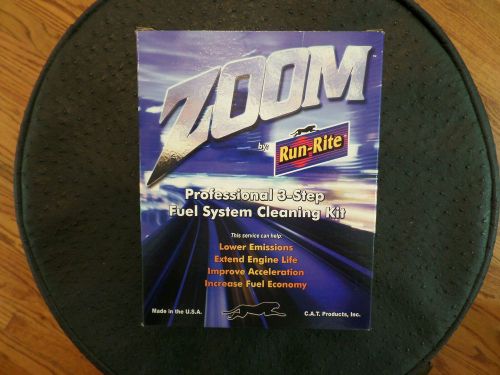 ZOOM
by:
Run-Rite
Professional 3-Step
Fuel System Cleaning Kit
This service can help:
Lower Emissions
Extend Engine Life
Improve Acceleration
Increase Fuel Economy
Made in the U.S.A.
C.A.T. Products, Inc.